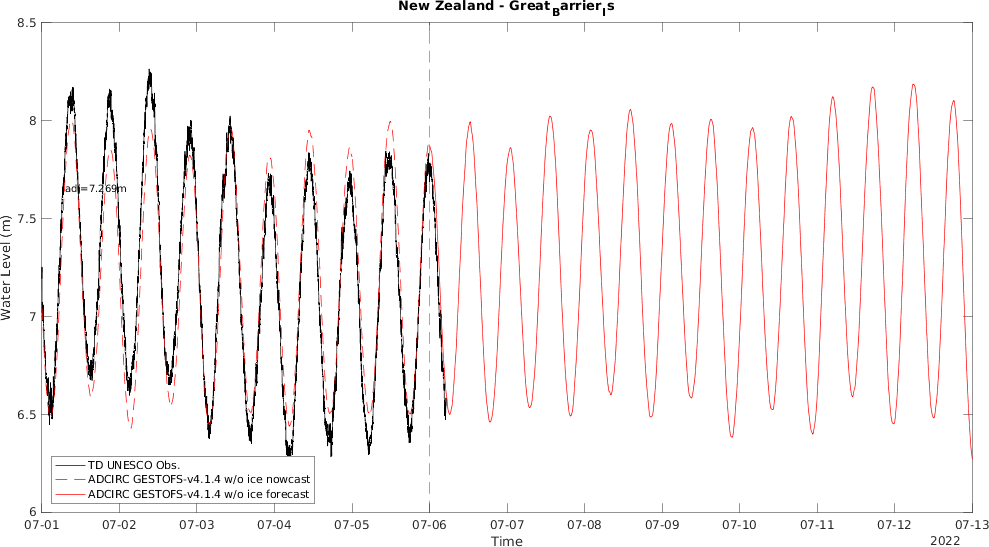 New Zealand - Great_Barrier_Is
8.5
8
7.5
7
6.5
6
Water Level (m)
adj=7.269m
TD UNESCO Obs.
ADCIRC GESTOFS-v4.1.4 w/o ice nowcast
ADCIRC GESTOFS-v4.1.4 w/o ice forecast
07-01 07-02 07-03 07-04 07-05 07-06 07-07 07-08 07-09 07-10 07-11 07-12 07-13
Time
2022